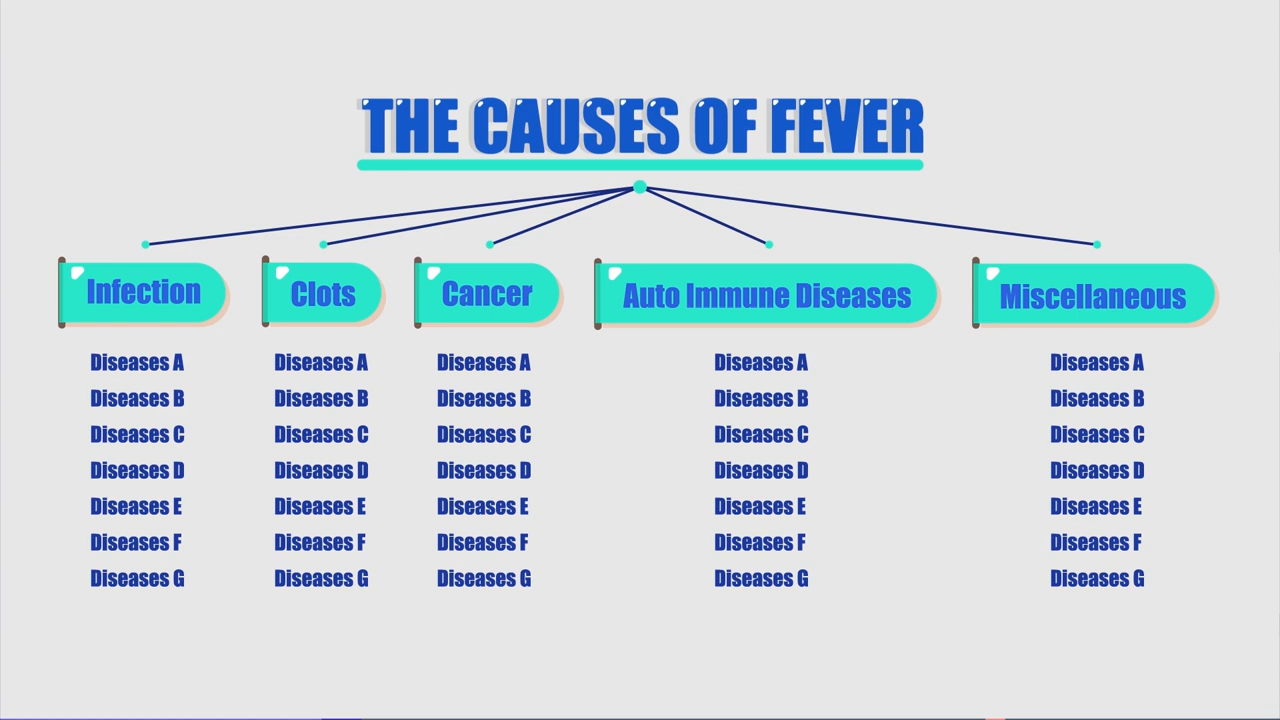 THE CAUSES OF FEVER
Infection
Clots
Cancer
Auto Immune Diseases
Miscellaneous
Diseases A
Diseases B
Diseases C
Diseases D
Diseases E
Diseases F
Diseases G
Diseases A
Diseases B
Diseases C
Diseases D
Diseases E
Diseases F
Diseases G
Diseases A
Diseases B
Diseases C
Diseases D
Diseases E
Diseases F
Diseases G
Diseases A
Diseases B
Diseases C
Diseases D
Diseases E
Diseases F
Diseases G
Diseases A
Diseases B
Diseases C
Diseases D
Diseases E
Diseases F
Diseases G